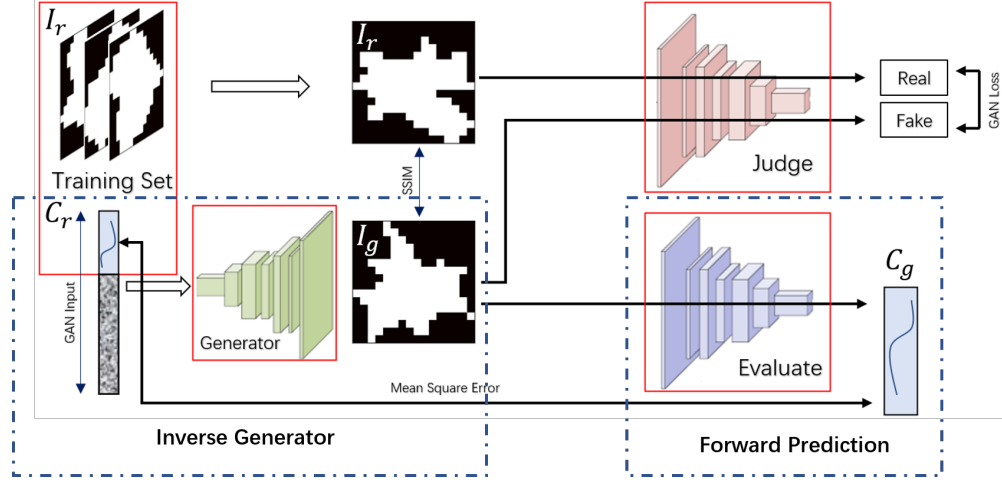 I_r
I_r
Real
Fake
GAN Loss
Training Set
Judge
SSIM
C_r
I_g
GAN Input
Generator
C_g
Evaluate
Mean Square Error
Inverse Generator
Forward Prediction